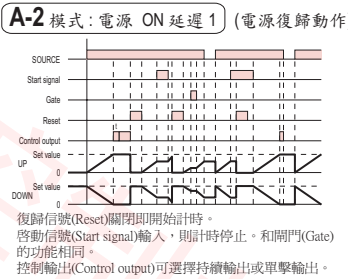 A-2 模式:電源 ON 延遲1 (電源復歸動作
SOURCE
Start signal
Gate
Reset
Control output
Set value
UP
0
Set value
DOWN
0
復歸信號(Reset)關閉即開始計時。
啓動信號(Start signal)輸入，則計時停止。和閘門(Gate)
的功能相同。
控制輸出(Control output)可選擇持續輸出或單擊輸出。